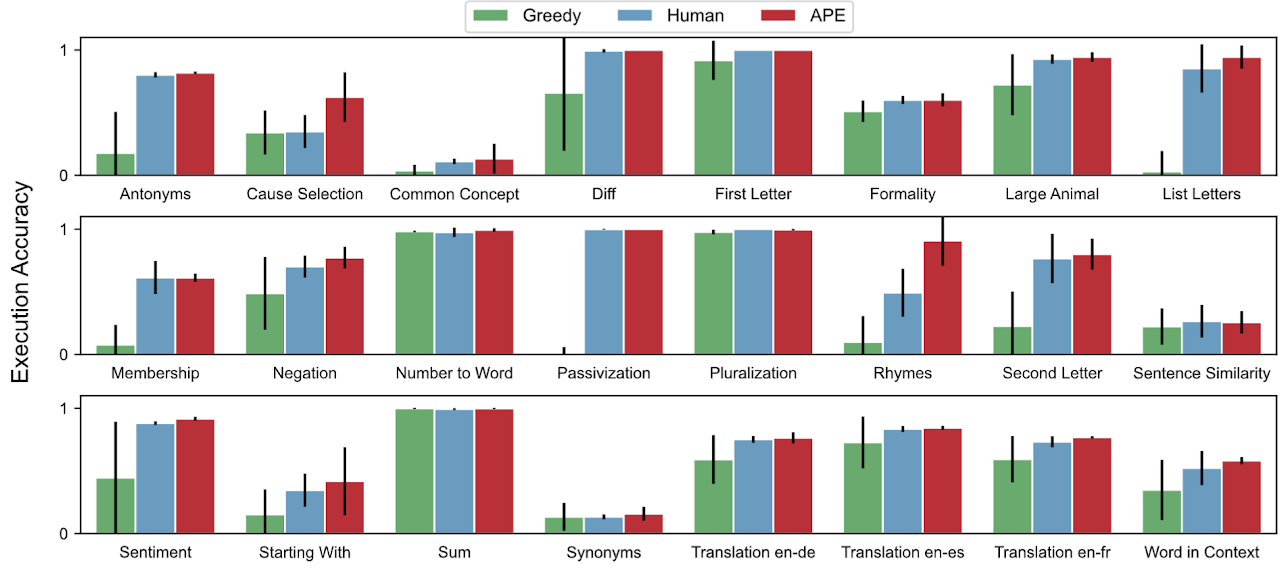 Greedy Human APE
Execution Accuracy
1
0
Antonyms Cause Selection Common Concept Diff First Letter Formality Large Animal List Letters
1
0
Membership Negation Number to Word Passivization Pluralization Rhymes Second Letter Sentence Similarity
1
0
Sentiment Starting With Sum Synonyms Translation en-de Translation en-es Translation en-fr Word in Context